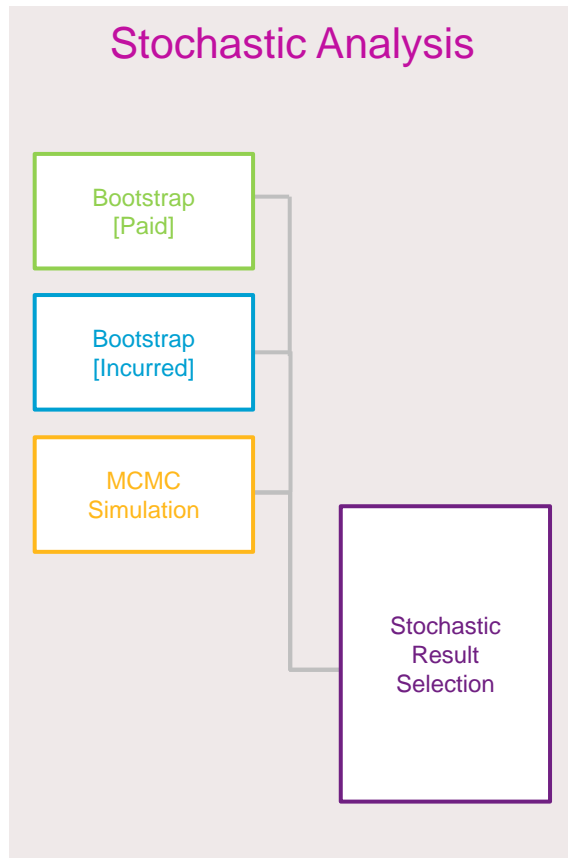 Stochastic Analysis
Bootstrap
[Paid]
Bootstrap
[Incurred]
MCMC
Simulation
Stochastic
Result
Selection